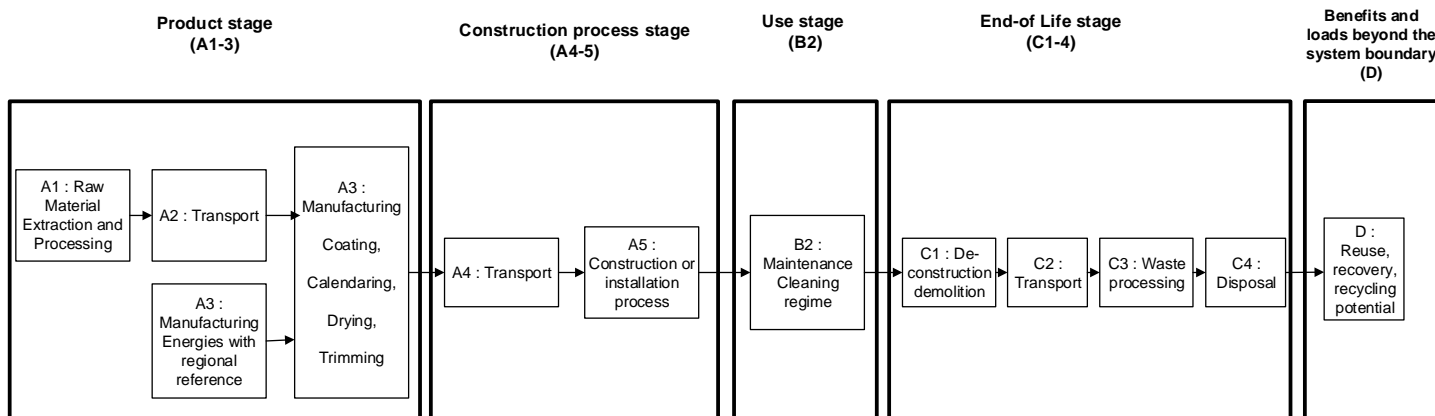 Product stage
(A1-3)
Construction process stage
(A4-5)
Use stage
(B2)
End-of Life stage
(C1-4)
Benefits and
loads beyond the
system boundary
(D)
A1 : Raw
Material
Extraction and
Processing
A2 : Transport
A3 :
Manufacturing
Energies with
regional
reference
A3 :
Manufacturing
Coating,
Calendaring,
Drying,
Trimming
A4 : Transport
A5 :
Construction or
installation
process
B2 :
Maintenance
Cleaning
regime
C1 : De-
construction
demolition
C2 :
Transport
C3 : Waste
processing
C4 :
Disposal
D :
Reuse,
recovery,
recycling
potential